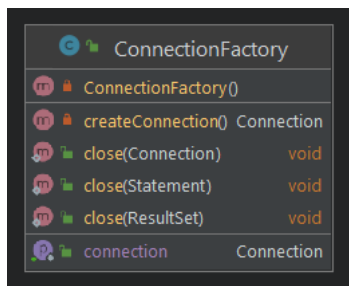 ConnectionFactory
ConnectionFactory()
createConnection() Connection
close(Connection) void
close(Statement) void
close(ResultSet) void
connection Connection